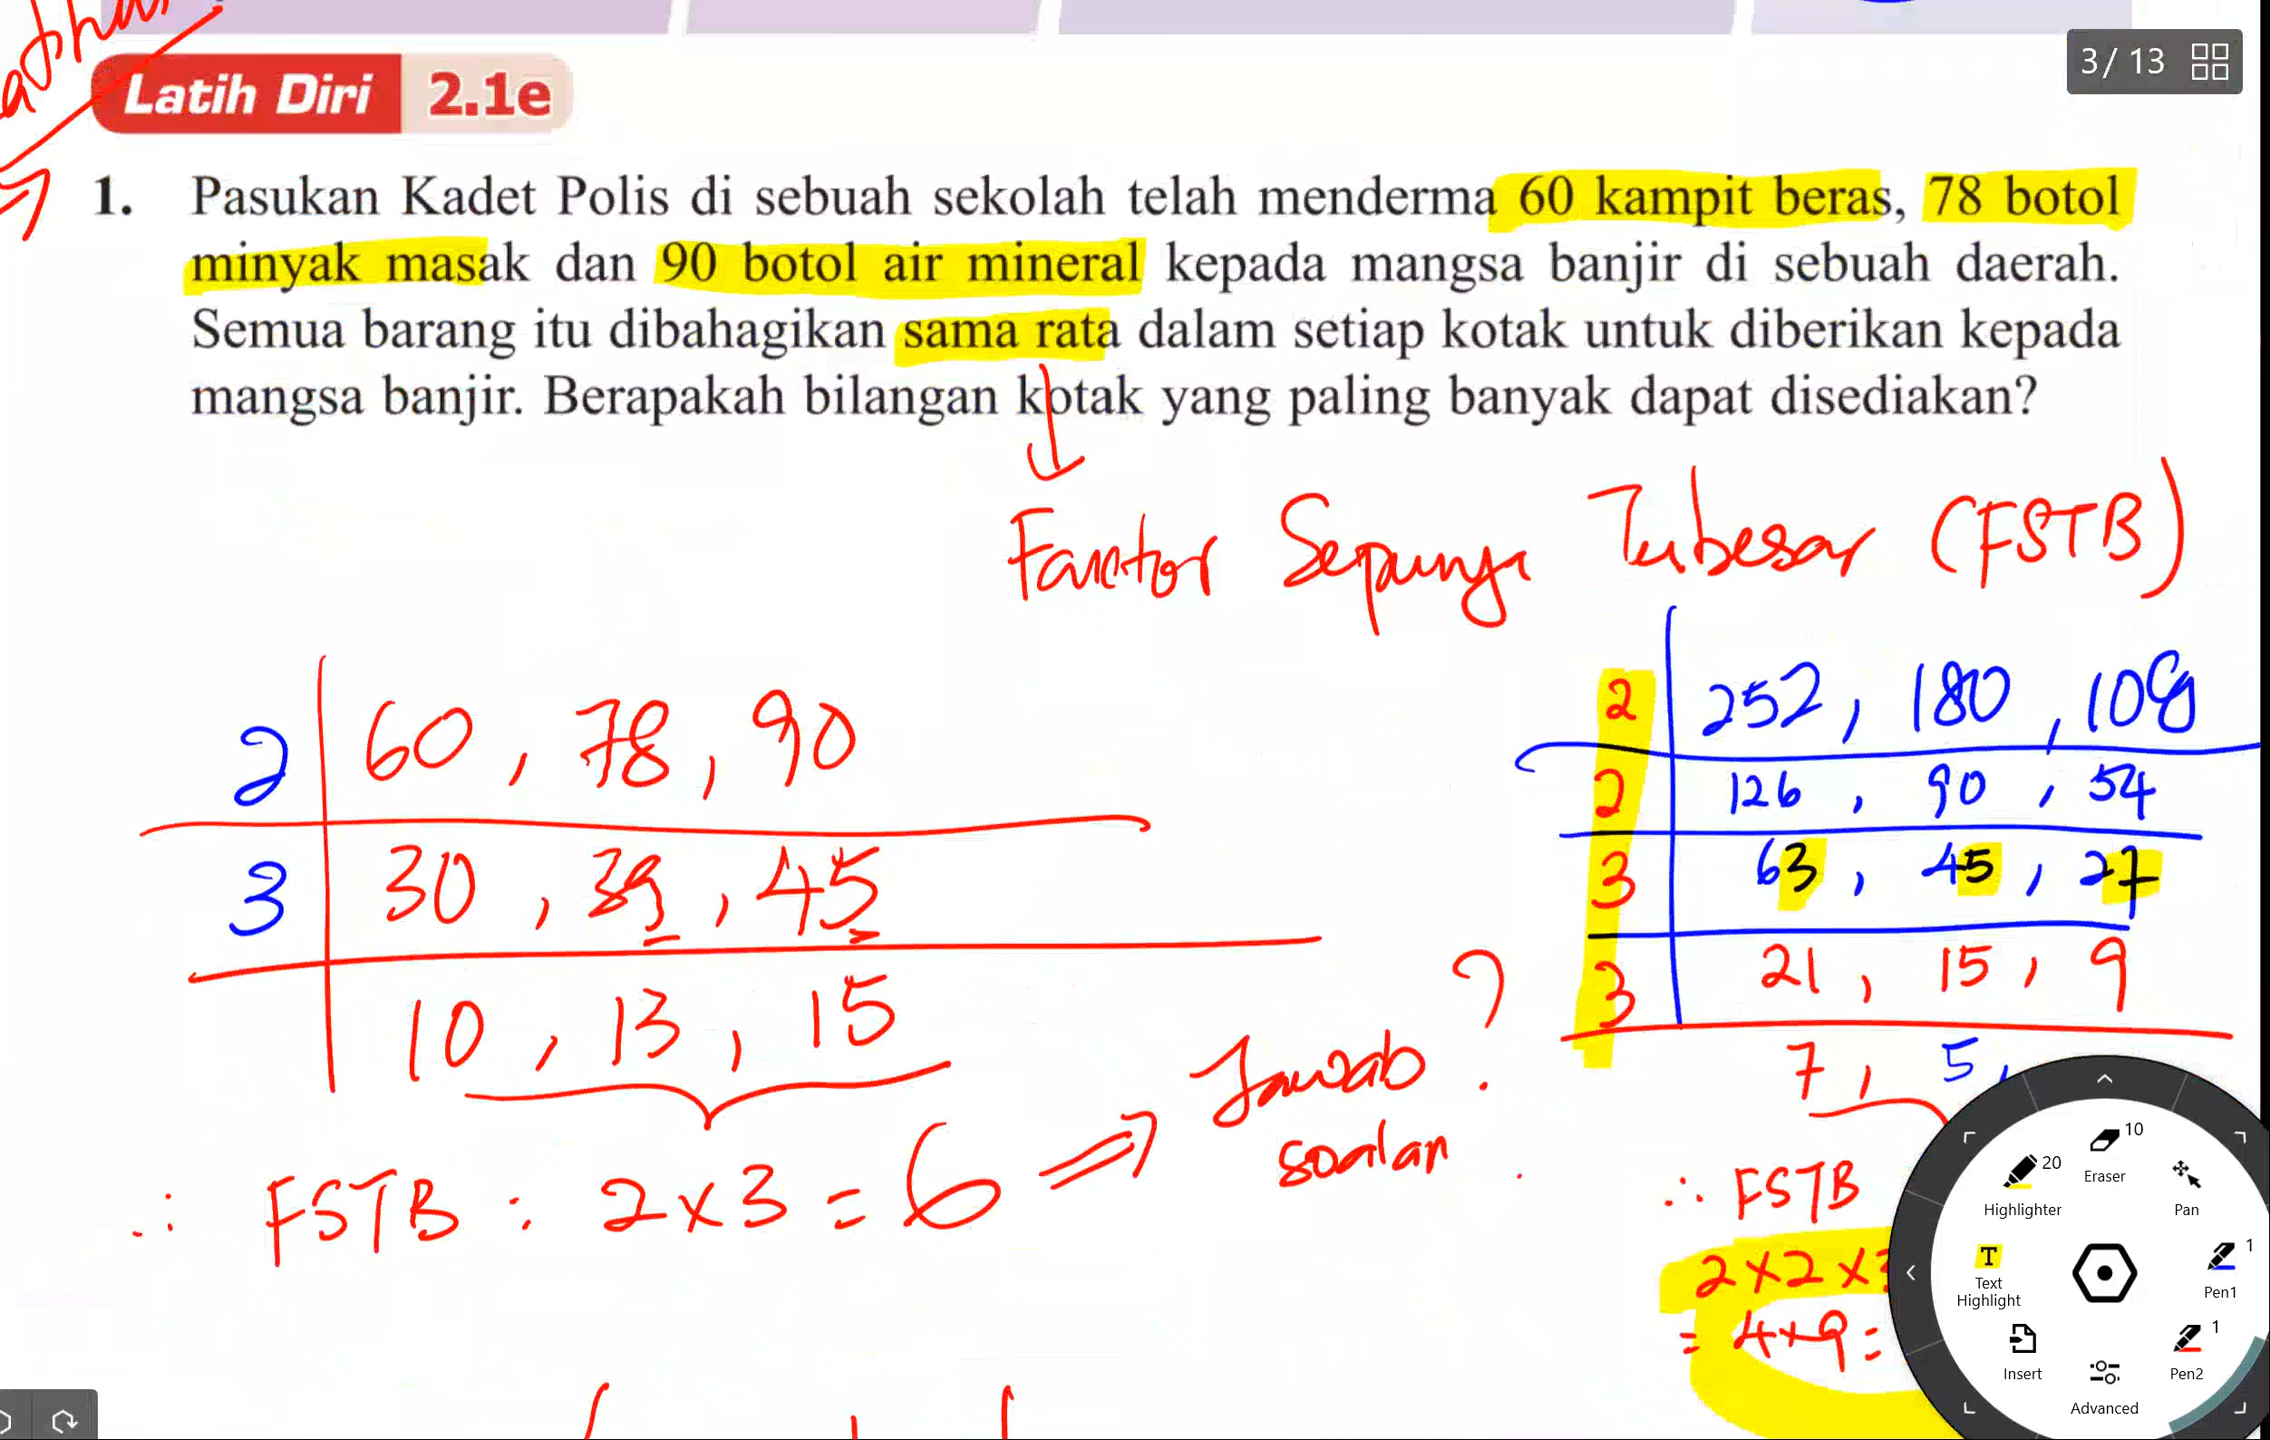 3/ 13
Latih Diri 2.1e
1. Pasukan Kadet Polis di sebuah sekolah telah menderma 60 kampit beras, 78 botol
minyak masak dan 90 botol air mineral kepada mangsa banjir di sebuah daerah.
Semua barang itu dibahagikan sama rata dalam setiap kotak untuk diberikan kepada
mangsa banjir. Berapakah bilangan kotak yang paling banyak dapat disediakan?
Faktor Sepunya Terbesar (FSTB)
2 60 , 78 , 90
3 30 , 39 , 45
10 , 13 , 15
∴ FSTB : 2 x 3 = 6 ⇒ Jawab
soalan
?
2 252 , 180 , 108
2 126 , 90 , 54
3 63 , 45 , 27
3 21 , 15 , 9
7 , 5 ,
∴ FSTB
2 x 2 x 3
= 4 x 9 =
10
Eraser
20
Highlighter
Pan
T
Text
Highlight
1
Pen1
Insert
1
Pen2
Advanced